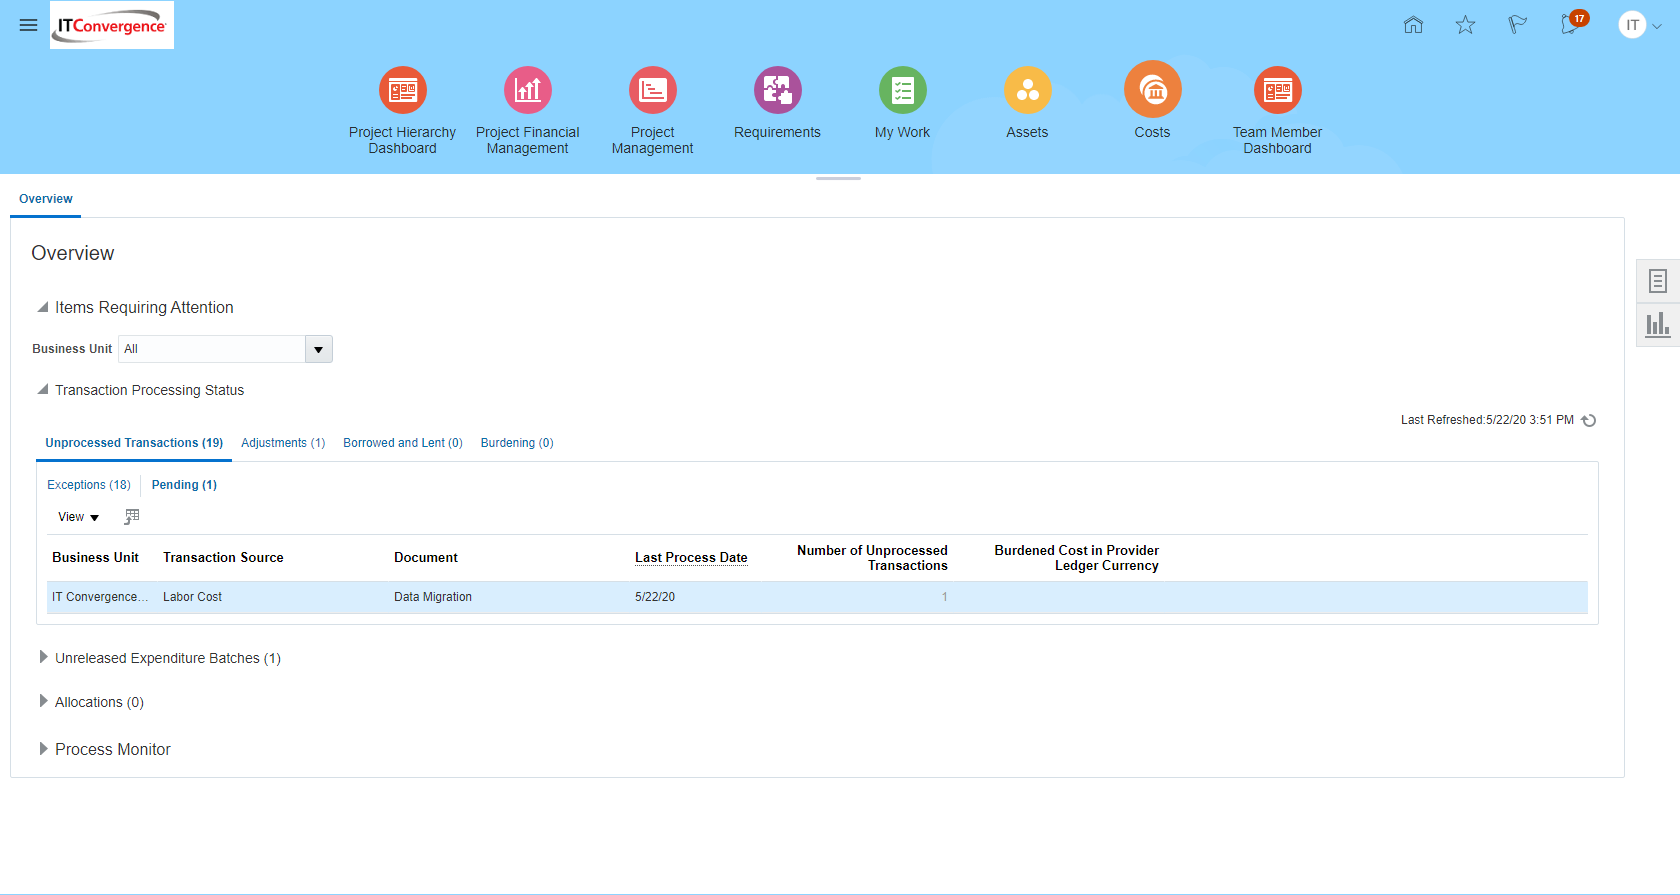 ITConvergence
17
IT
Project Hierarchy
Dashboard
Project Financial
Management
Project
Management
Requirements
My Work
Assets
Costs
Team Member
Dashboard
Overview
Overview
Items Requiring Attention
Business Unit All
Transaction Processing Status
Last Refreshed:5/22/20 3:51 PM
Unprocessed Transactions (19) Adjustments (1) Borrowed and Lent (0) Burdening (0)
Exceptions (18) Pending (1)
View
Business Unit Transaction Source Document Last Process Date Number of Unprocessed Transactions Burdened Cost in Provider Ledger Currency
IT Convergence... Labor Cost Data Migration 5/22/20 1
Unreleased Expenditure Batches (1)
Allocations (0)
Process Monitor